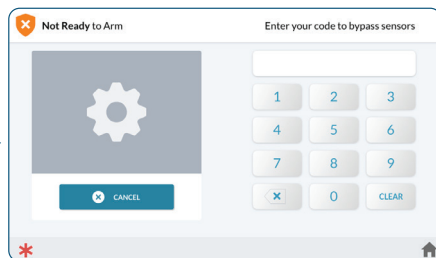 Not Ready to Arm
Enter your code to bypass sensors
1 2 3
4 5 6
7 8 9
0 CLEAR
CANCEL